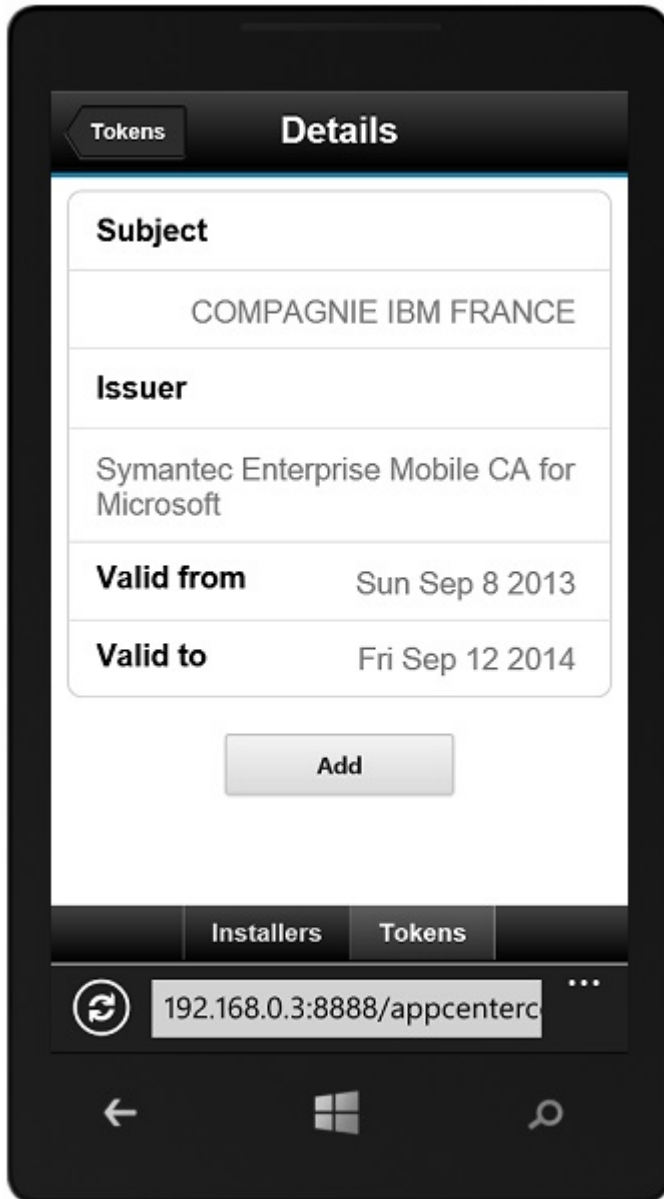 Tokens
Details
Subject
COMPAGNIE IBM FRANCE
Issuer
Symantec Enterprise Mobile CA for
Microsoft
Valid from Sun Sep 8 2013
Valid to Fri Sep 12 2014
Add
Installers Tokens
192.168.0.3:8888/appcenterc